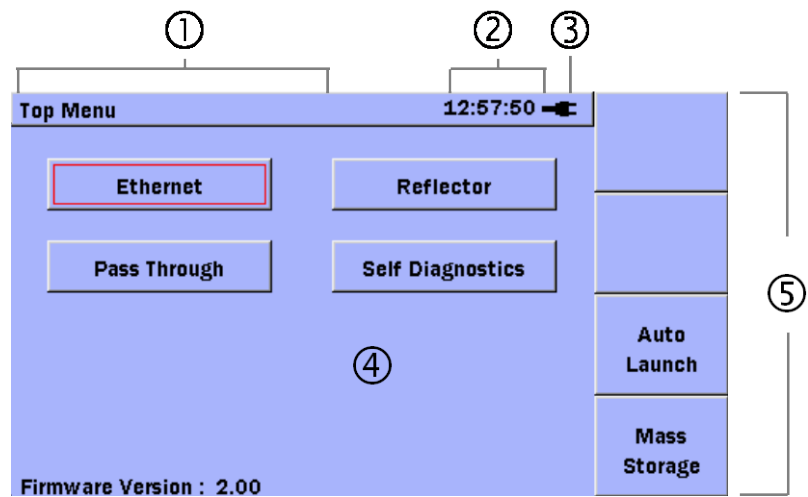 ① ② ③
Top Menu 12:57:50
Ethernet Reflector
Pass Through Self Diagnostics
④
⑤
Auto
Launch
Mass
Storage
Firmware Version : 2.00